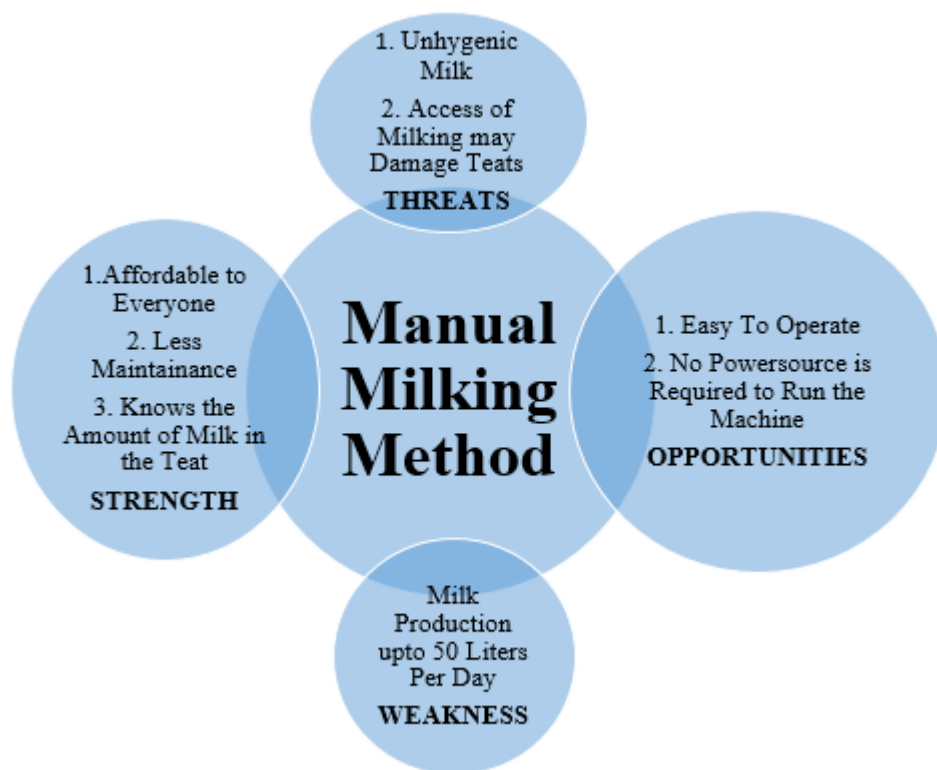 1. Unhygenic
Milk
2. Access of
Milking may
Damage Teats
THREATS
1.Affordable to
Everyone
2. Less
Maintainance
3. Knows the
Amount of Milk in
the Teat
STRENGTH
Manual
Milking
Method
1. Easy To Operate
2. No Powersource is
Required to Run the
Machine
OPPORTUNITIES
Milk
Production
upto 50 Liters
Per Day
WEAKNESS